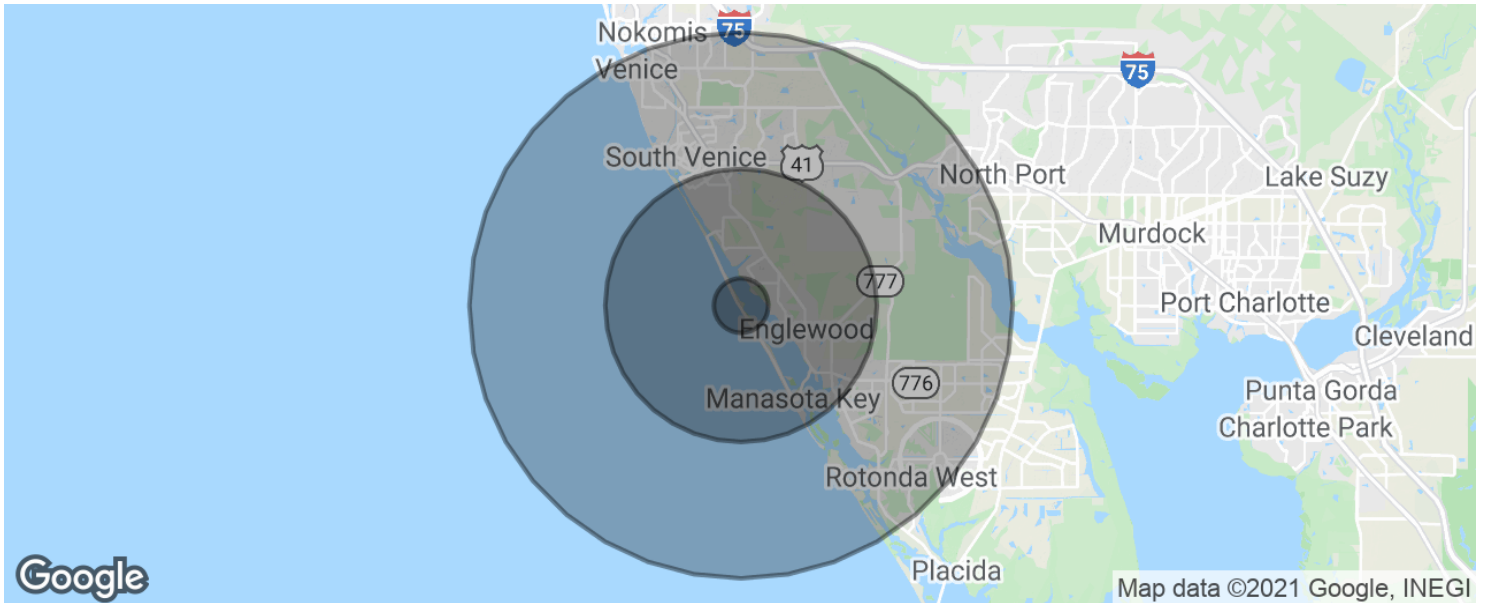 Nokomis
75
Venice
75
South Venice
41
North Port
Lake Suzy
Murdock
777
Port Charlotte
Englewood
Cleveland
776
Manasota Key
Punta Gorda
Charlotte Park
Rotonda West
Placida
Google
Map data ©2021 Google, INEGI